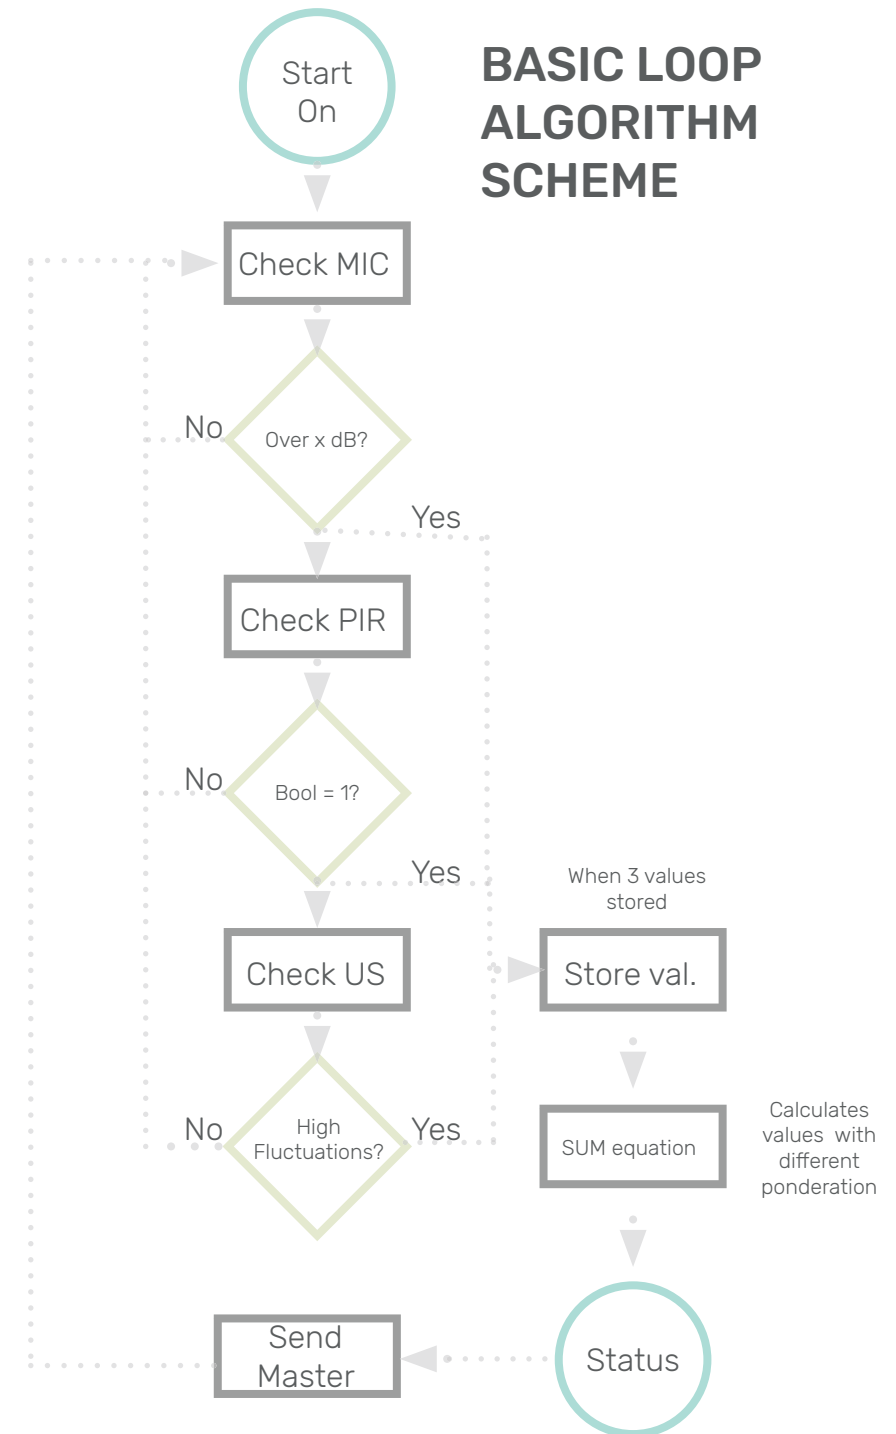 BASIC LOOP
ALGORITHM
SCHEME
Start
On
Check MIC
No
Over x dB?
Yes
Check PIR
No
Bool = 1?
Yes
When 3 values
stored
Check US
Store val.
No
High
Fluctuations?
Yes
SUM equation
Calculates
values with
different
ponderation
Send
Master
Status